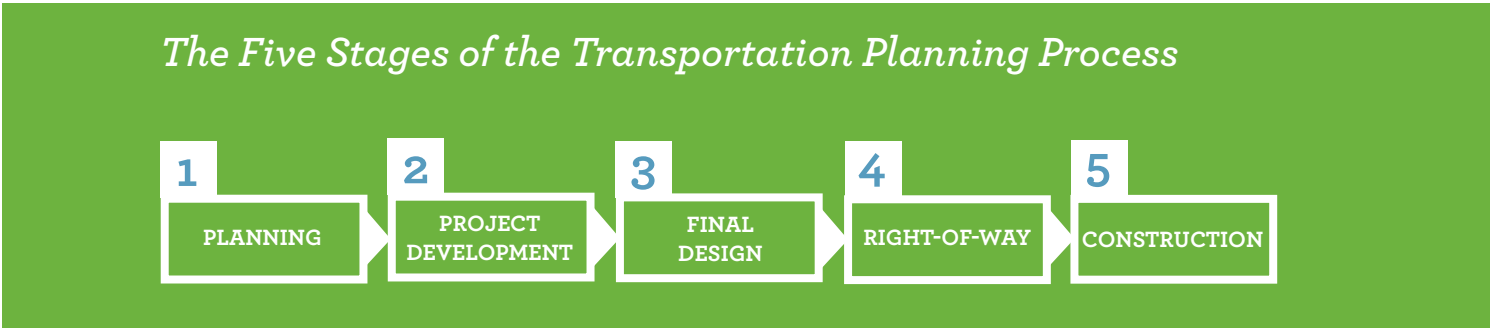 The Five Stages of the Transportation Planning Process
1
PLANNING
2
PROJECT
DEVELOPMENT
3
FINAL
DESIGN
4
RIGHT-OF-WAY
5
CONSTRUCTION